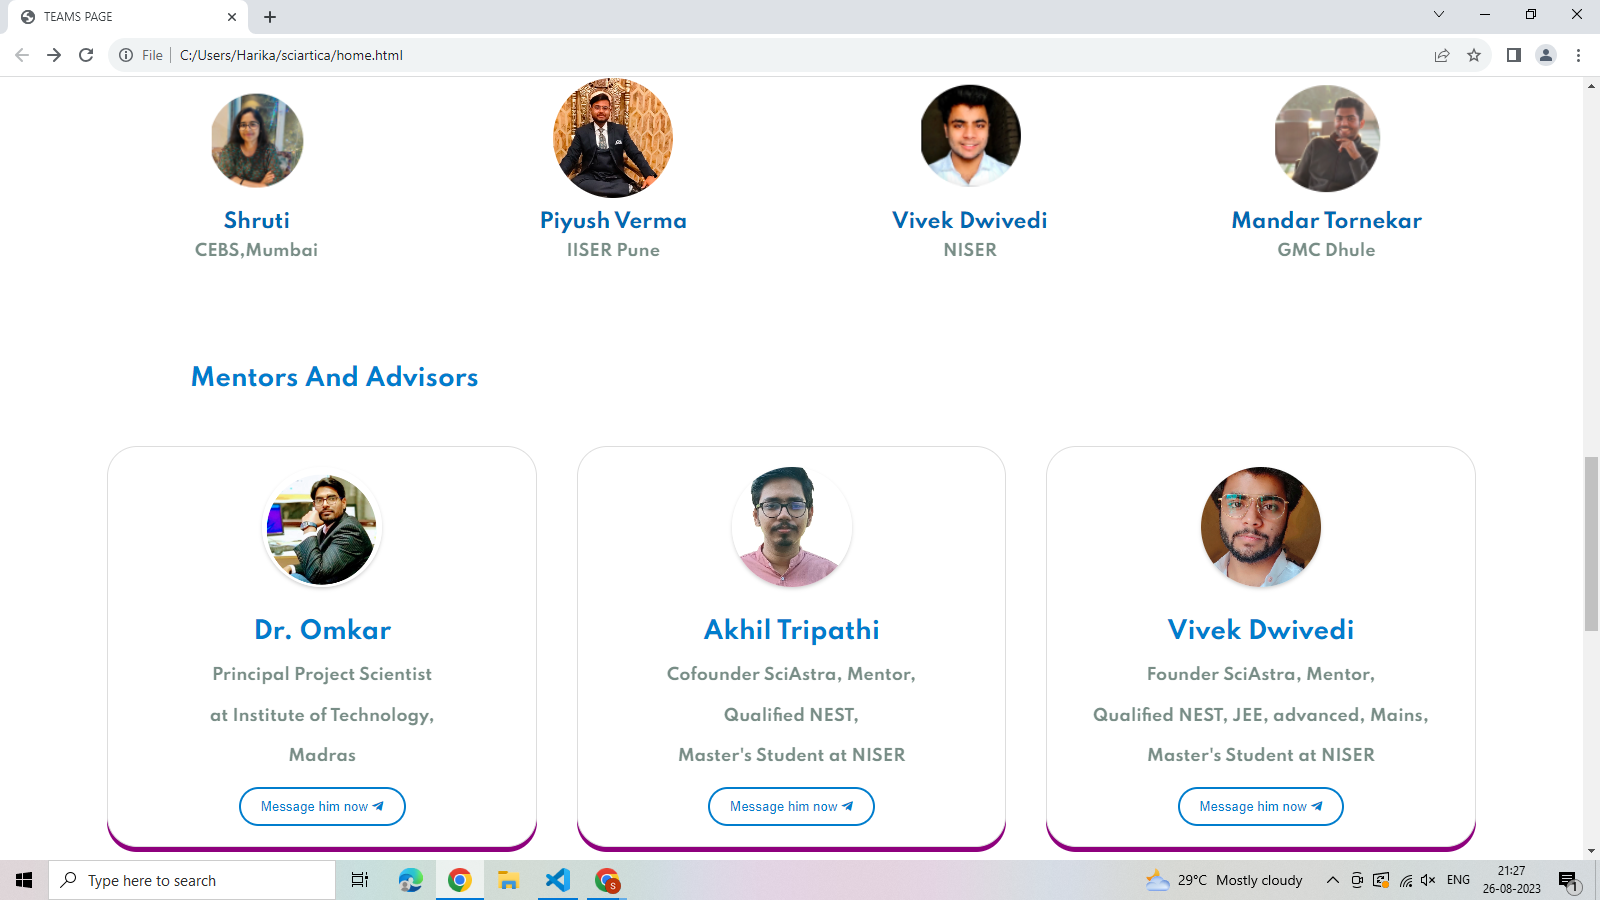 TEAMS PAGE
File C:/Users/Harika/sciartica/home.html
Shruti
CEBS,Mumbai
Piyush Verma
IISER Pune
Vivek Dwivedi
NISER
Mandar Tornekar
GMC Dhule
Mentors And Advisors
Dr. Omkar
Principal Project Scientist
at Institute of Technology,
Madras
Message him now
Akhil Tripathi
Cofounder SciAstra, Mentor,
Qualified NEST,
Master's Student at NISER
Message him now
Vivek Dwivedi
Founder SciAstra, Mentor,
Qualified NEST, JEE, advanced, Mains,
Master's Student at NISER
Message him now
Type here to search
S
29°C Mostly cloudy
ENG
21:27
26-08-2023
1